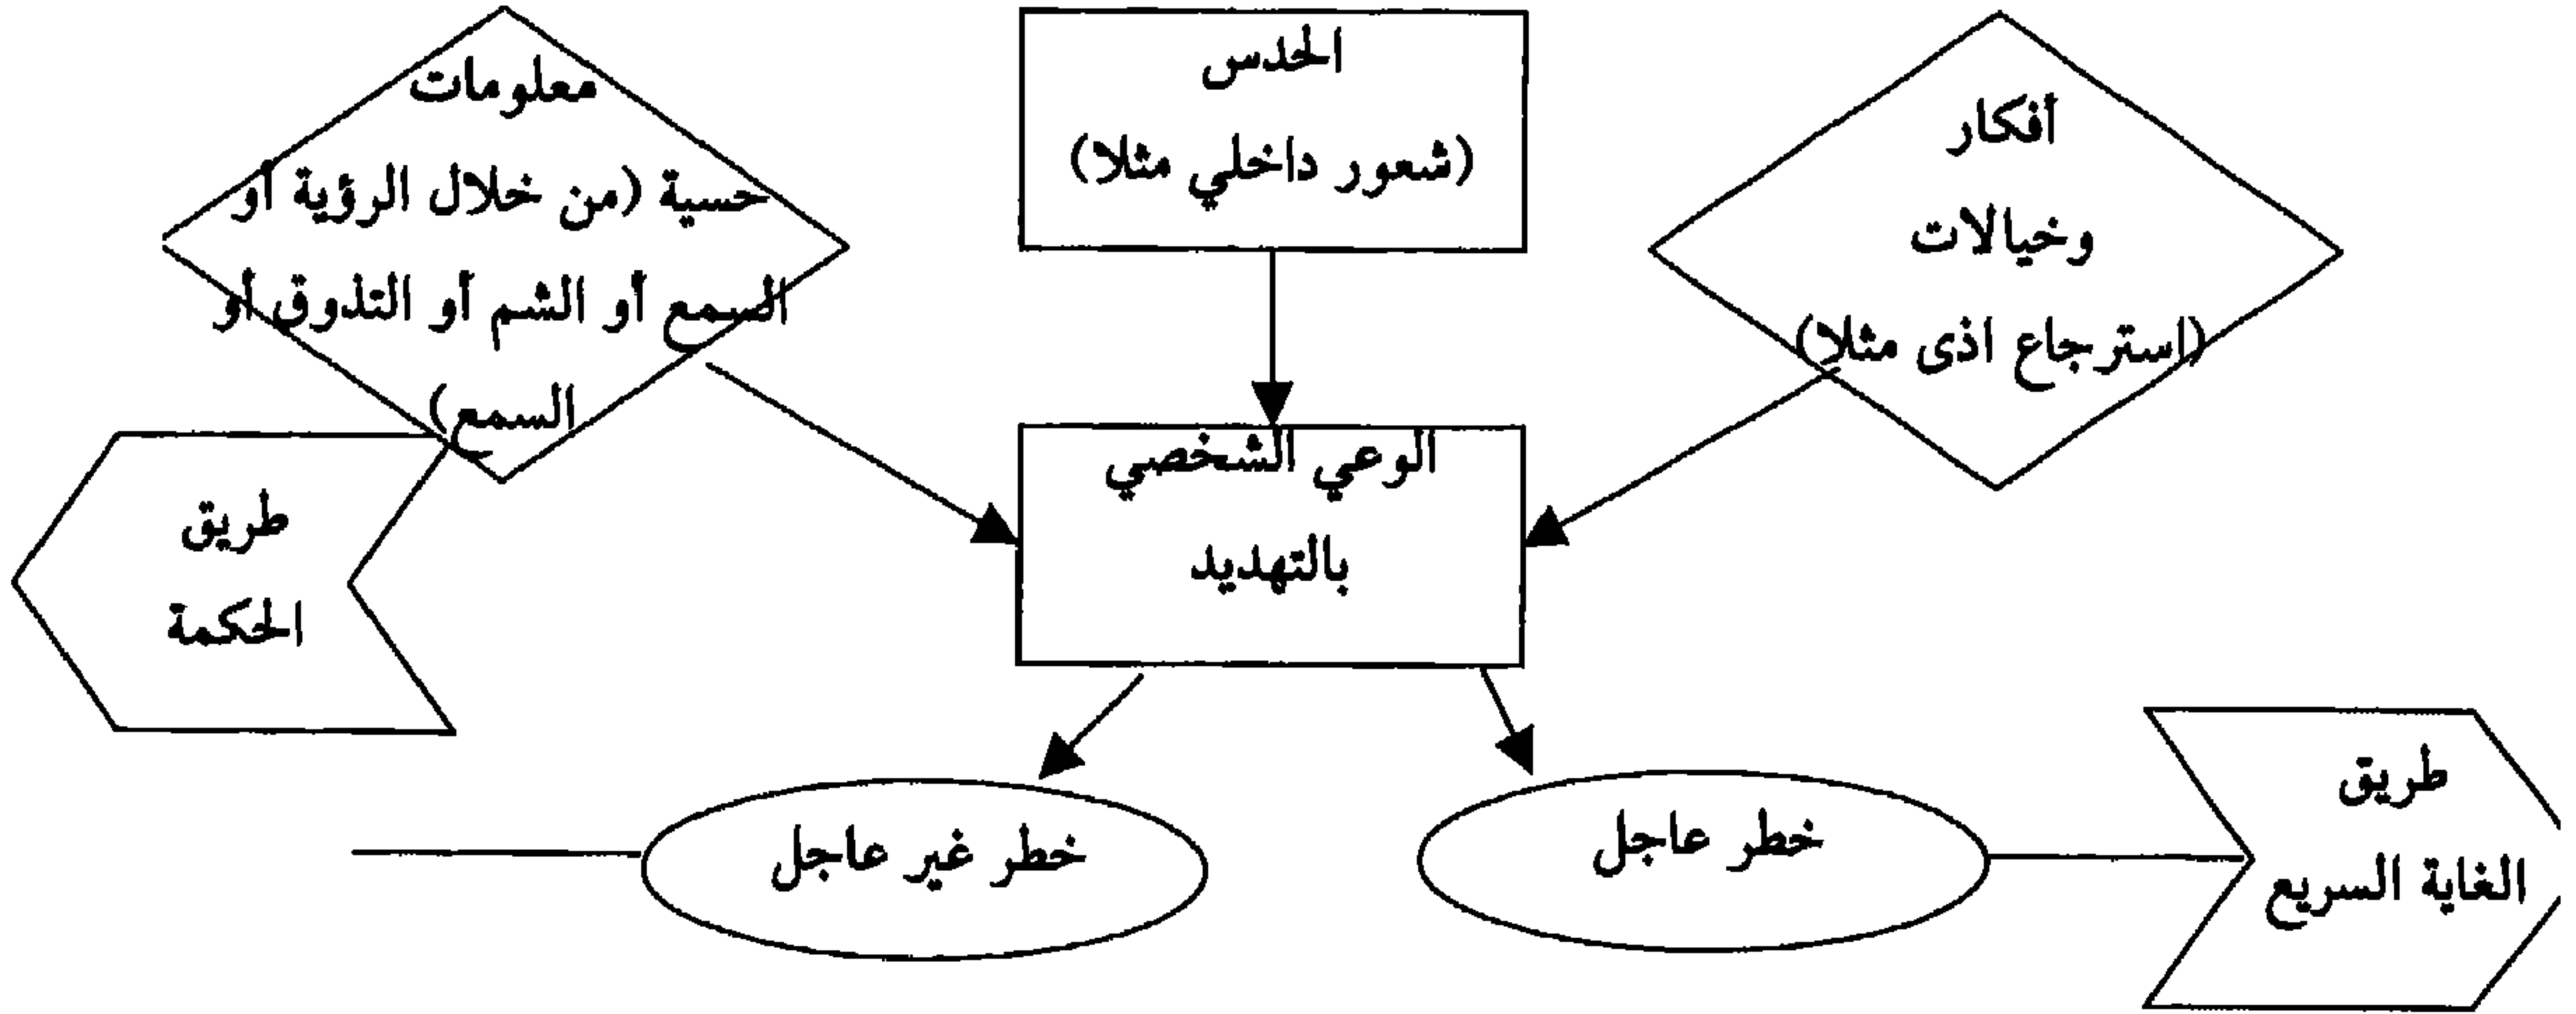 أفكار
وخيالات
(استرجاع اذى مثلا)
الحدس
(شعور داخلي مثلا)
معلومات
حسية (من خلال الرؤية أو
السمع أو الشم أو التذوق أو
السمع)
الوعي الشخصي
بالتهديد
طريق
الحكمة
خطر عاجل
خطر غير عاجل
طريق
الغاية السريع